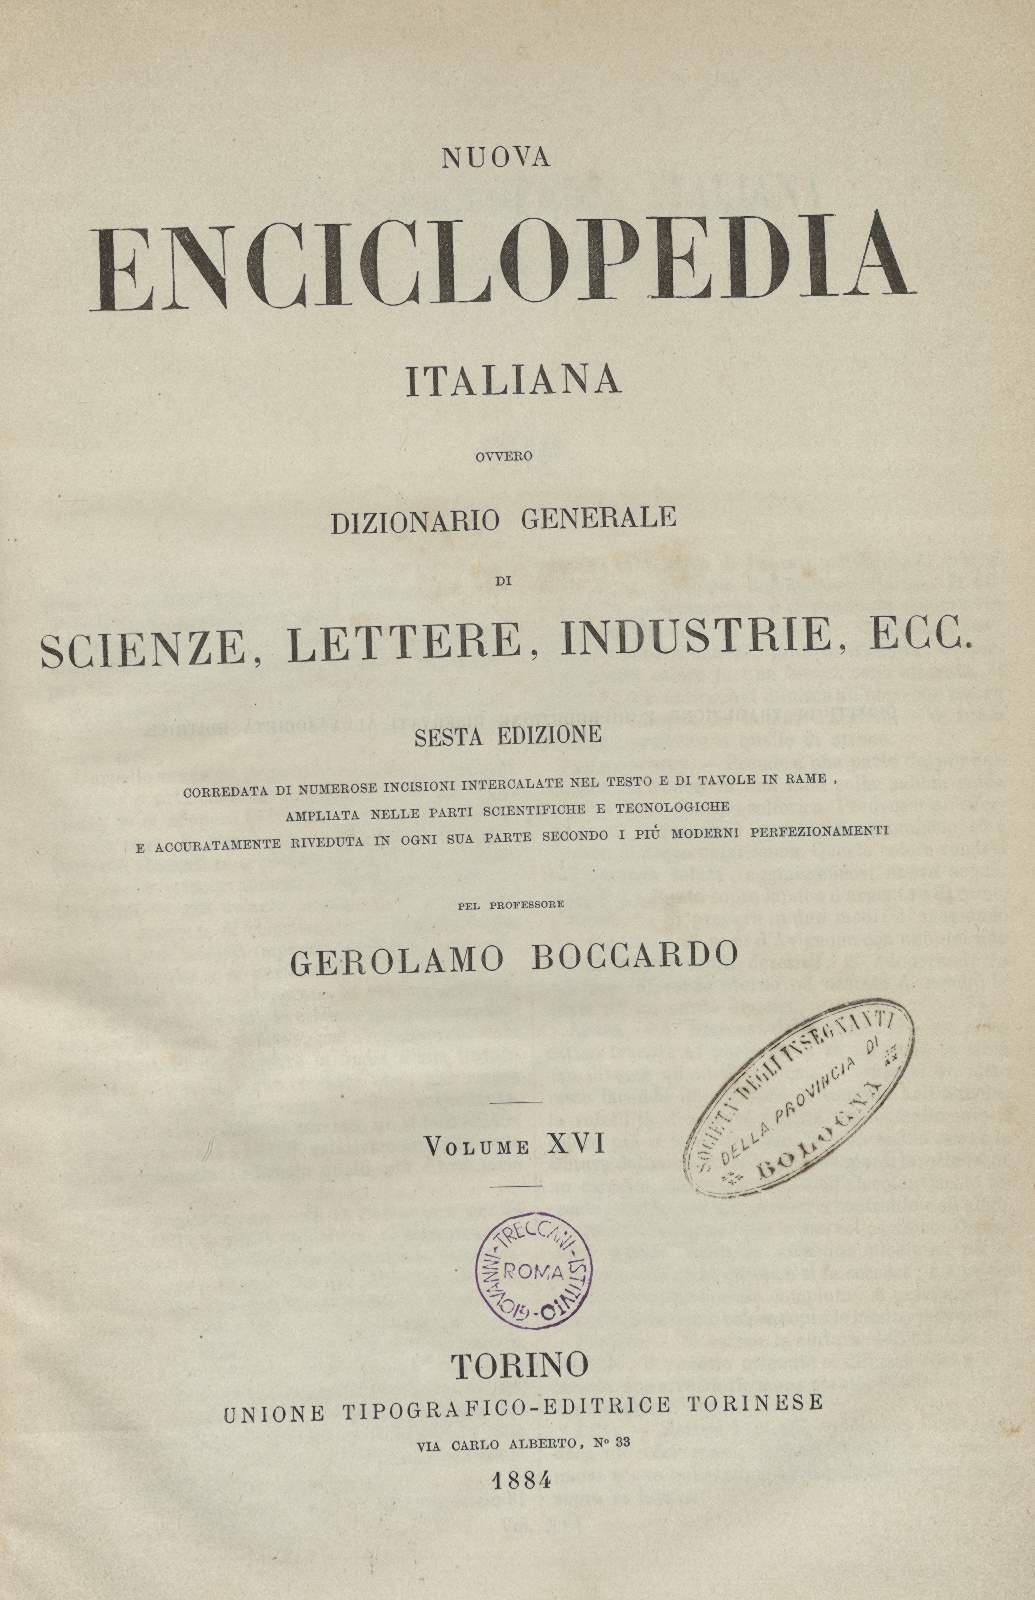 NUOVA
ENCICLOPEDIA
ITALIANA
OVVERO
DIZIONARIO GENERALE
DI
SCIENZE, LETTERE, INDUSTRIE, ECC.
SESTA EDIZIONE
CORREDATA DI NUMEROSE INCISIONI INTERCALATE NEL TESTO E DI TAVOLE IN RAME,
AMPLIATA NELLE PARTI SCIENTIFICHE E TECNOLOGICHE
E ACCURATAMENTE RIVEDUTA IN OGNI SUA PARTE SECONDO I PIÚ MODERNI PERFEZIONAMENTI
PEL PROFESSORE
GEROLAMO BOCCARDO
SOCIETA' DEGLI INSEGNANTI
DELLA PROVINCIA DI
BOLOGNA
VOLUME XVI
GIOVANNI-TRECCANI-ISTITUTO
ROMA
TORINO
UNIONE TIPOGRAFICO-EDITRICE TORINESE
VIA CARLO ALBERTO, Nº 33
1884